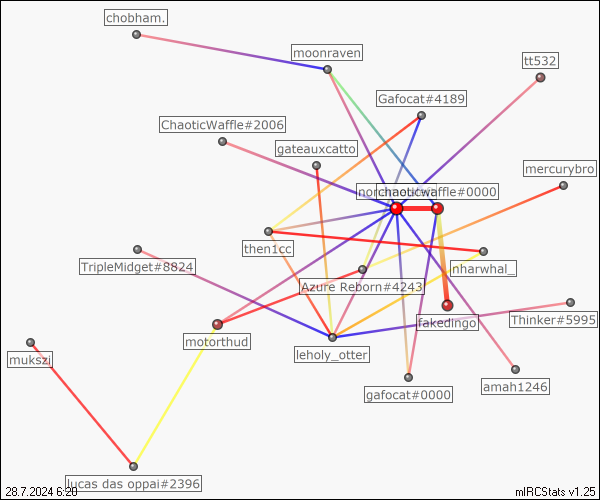 chobham.
moonraven
tt532
Gafocat#4189
ChaoticWaffle#2006
gateauxcatto
mercurybro
chaoticwaffle#0000
then1cc
nharwhal_
TripleMidget#8824
Azure Reborn#4243
Thinker#5995
fakedingo
motorthud
leholy_otter
mukszi
gafocat#0000
amah1246
lucas das oppai#2396
28.7.2024 6:20
mIRCStats v1.25